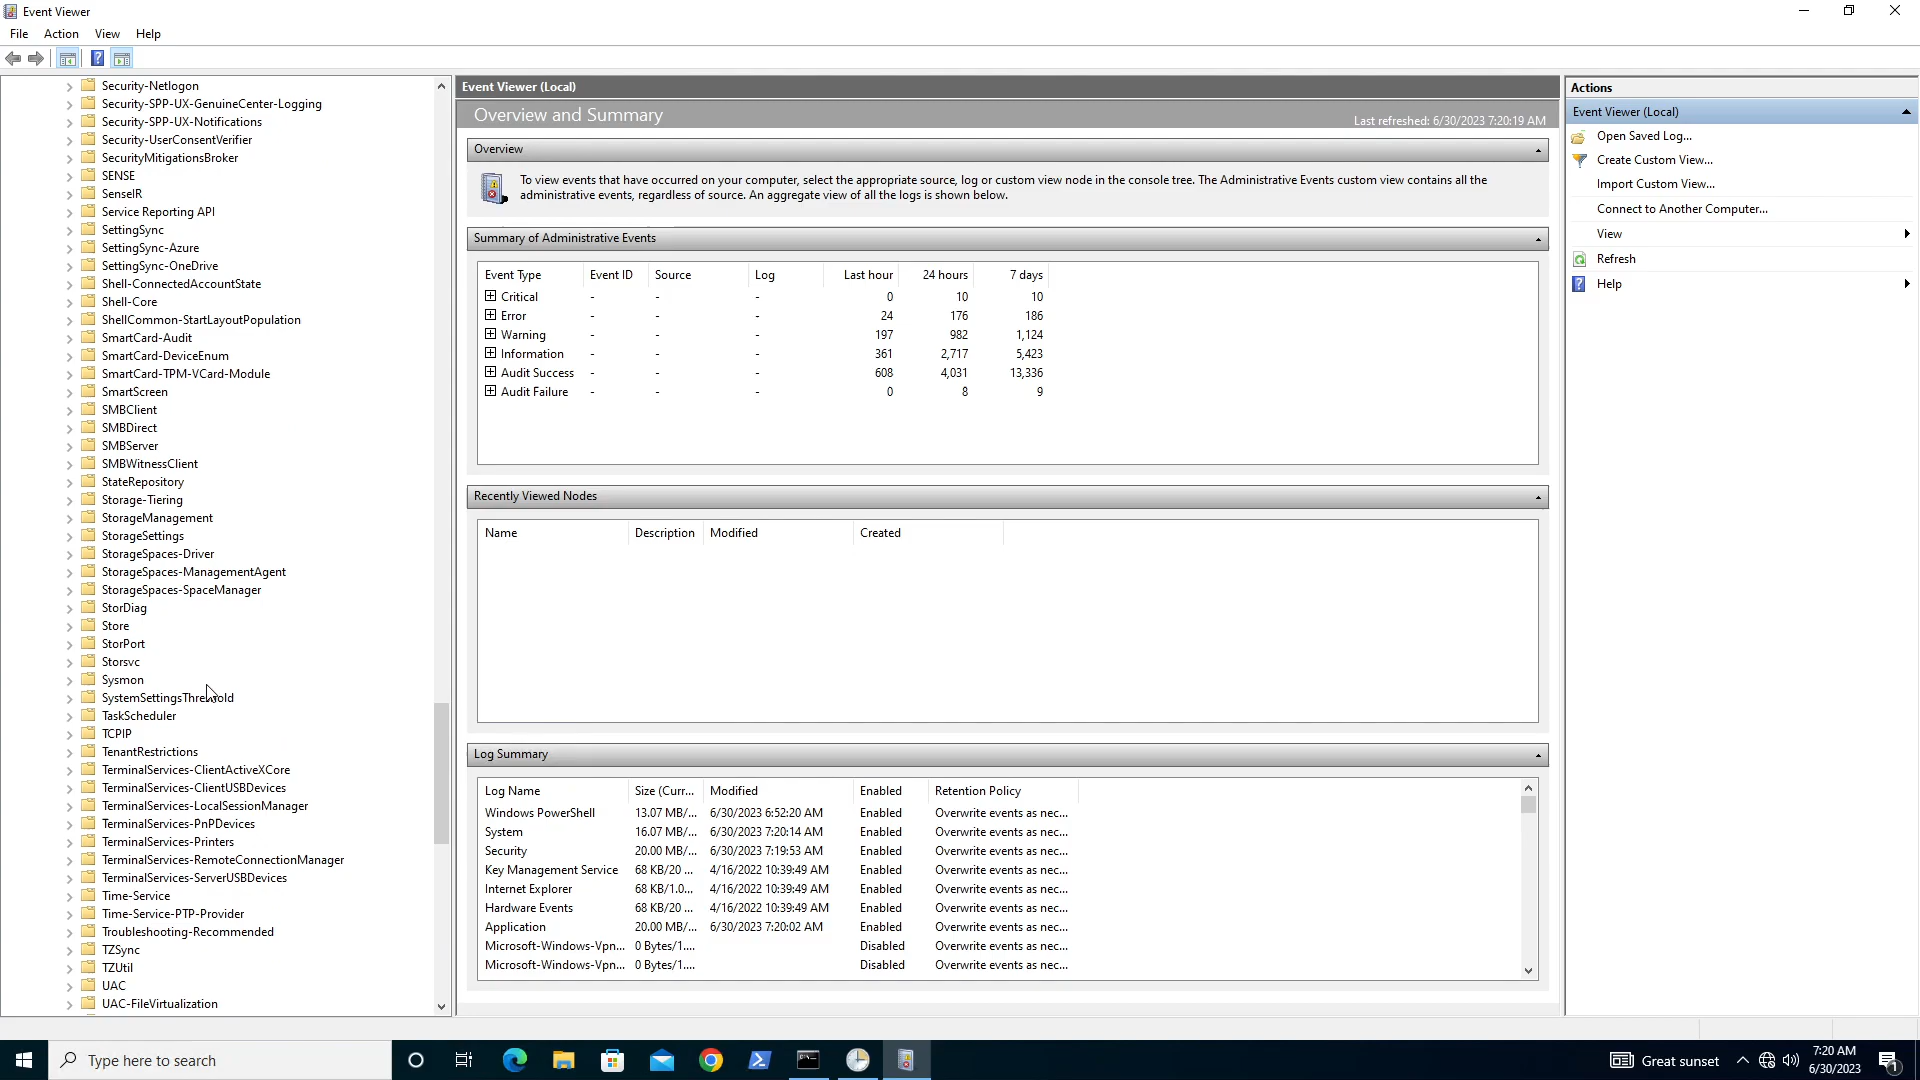 Event Viewer
File Action View Help
Security-Netlogon
Security-SPP-UX-GenuineCenter-Logging
Security-SPP-UX-Notifications
Security-UserConsentVerifier
SecurityMitigationsBroker
SENSE
SenseIR
Service Reporting API
SettingSync
SettingSync-Azure
SettingSync-OneDrive
Shell-ConnectedAccountState
Shell-Core
ShellCommon-StartLayoutPopulation
SmartCard-Audit
SmartCard-DeviceEnum
SmartCard-TPM-VCard-Module
SmartScreen
SMBClient
SMBDirect
SMBServer
SMBWitnessClient
StateRepository
Storage-Tiering
StorageManagement
StorageSettings
StorageSpaces-Driver
StorageSpaces-ManagementAgent
StorageSpaces-SpaceManager
StorDiag
Store
StorPort
Storsvc
Sysmon
SystemSettingsThreshold
TaskScheduler
TCPIP
TenantRestrictions
TerminalServices-ClientActiveXCore
TerminalServices-ClientUSBDevices
TerminalServices-LocalSessionManager
TerminalServices-PnPDevices
TerminalServices-Printers
TerminalServices-RemoteConnectionManager
TerminalServices-ServerUSBDevices
Time-Service
Time-Service-PTP-Provider
Troubleshooting-Recommended
TZSync
TZUtil
UAC
UAC-FileVirtualization
Event Viewer (Local)
Overview and Summary Last refreshed: 6/30/2023 7:20:19 AM
Overview
To view events that have occurred on your computer, select the appropriate source, log or custom view node in the console tree. The Administrative Events custom view contains all the
administrative events, regardless of source. An aggregate view of all the logs is shown below.
Summary of Administrative Events
Event Type Event ID Source Log Last hour 24 hours 7 days
Critical - - - 0 10 10
Error - - - 24 176 186
Warning - - - 197 982 1,124
Information - - - 361 2,717 5,423
Audit Success - - - 608 4,031 13,336
Audit Failure - - - 0 8 9
Recently Viewed Nodes
Name Description Modified Created
Log Summary
Log Name Size (Curr... Modified Enabled Retention Policy
Windows PowerShell 13.07 MB/... 6/30/2023 6:52:20 AM Enabled Overwrite events as nec...
System 16.07 MB/... 6/30/2023 7:20:14 AM Enabled Overwrite events as nec...
Security 20.00 MB/... 6/30/2023 7:19:53 AM Enabled Overwrite events as nec...
Key Management Service 68 KB/20 ... 4/16/2022 10:39:49 AM Enabled Overwrite events as nec...
Internet Explorer 68 KB/1.0... 4/16/2022 10:39:49 AM Enabled Overwrite events as nec...
Hardware Events 68 KB/20 ... 4/16/2022 10:39:49 AM Enabled Overwrite events as nec...
Application 20.00 MB/... 6/30/2023 7:20:02 AM Enabled Overwrite events as nec...
Microsoft-Windows-Vpn... 0 Bytes/1.... Disabled Overwrite events as nec...
Microsoft-Windows-Vpn... 0 Bytes/1.... Disabled Overwrite events as nec...
Actions
Event Viewer (Local)
Open Saved Log...
Create Custom View...
Import Custom View...
Connect to Another Computer...
View
Refresh
Help
Type here to search
Great sunset
7:20 AM
6/30/2023
1